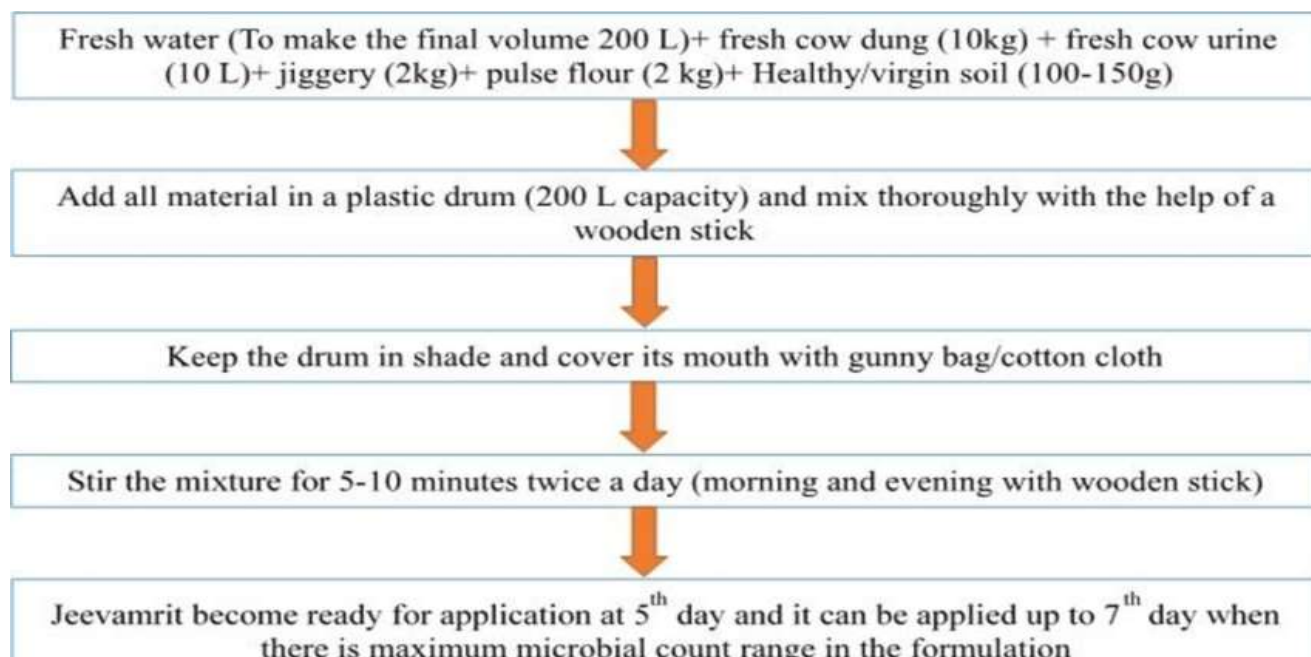 Fresh water (To make the final volume 200 L)+ fresh cow dung (10kg) + fresh cow urine
(10 L)+ jiggery (2kg)+ pulse flour (2 kg)+ Healthy/virgin soil (100-150g)
Add all material in a plastic drum (200 L capacity) and mix thoroughly with the help of a
wooden stick
Keep the drum in shade and cover its mouth with gunny bag/cotton cloth
Stir the mixture for 5-10 minutes twice a day (morning and evening with wooden stick)
Jeevamrit become ready for application at 5th day and it can be applied up to 7th day when
there is maximum microbial count range in the formulation